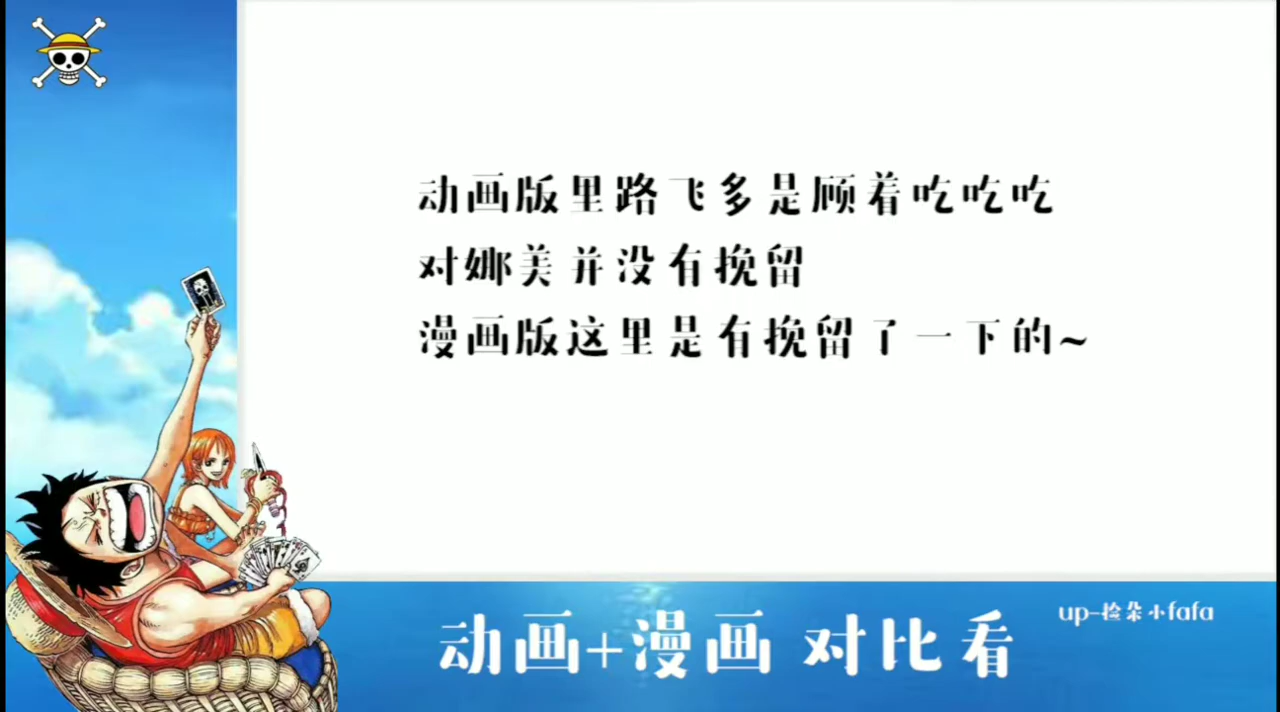 动画版里路飞多是顾着吃吃吃
对娜美并没有挽留
漫画版这里是有挽留了一下的~
up-捡朵小fafa
动画+漫画 对比看